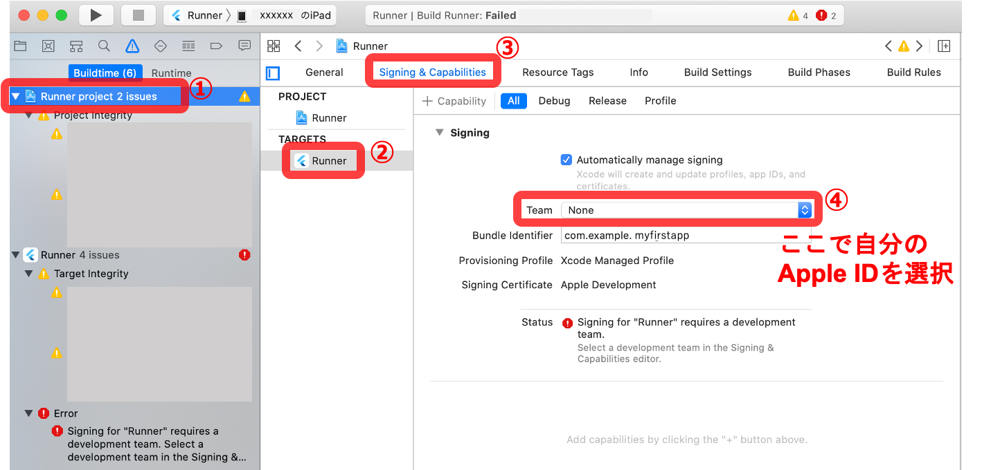 Runner 〉 xxxxxx のiPad
Runner | Build Runner: Failed
4 2
Runner
③
Buildtime (6) Runtime
General Signing & Capabilities Resource Tags Info Build Settings Build Phases Build Rules
Runner project 2 issues
①
Project Integrity
Runner 4 issues
Target Integrity
Error
Signing for "Runner" requires a
development team. Select a
development team in the Signing &...
PROJECT
Runner
TARGETS
Runner
②
+ Capability All Debug Release Profile
Signing
Automatically manage signing
Xcode will create and update profiles, app IDs, and
certificates.
Team None
④
Bundle Identifier com.example. myfirstapp
ここで自分の
Apple IDを選択
Provisioning Profile Xcode Managed Profile
Signing Certificate Apple Development
Status Signing for "Runner" requires a development
team.
Select a development team in the Signing &
Capabilities editor.
Add capabilities by clicking the "+" button above.